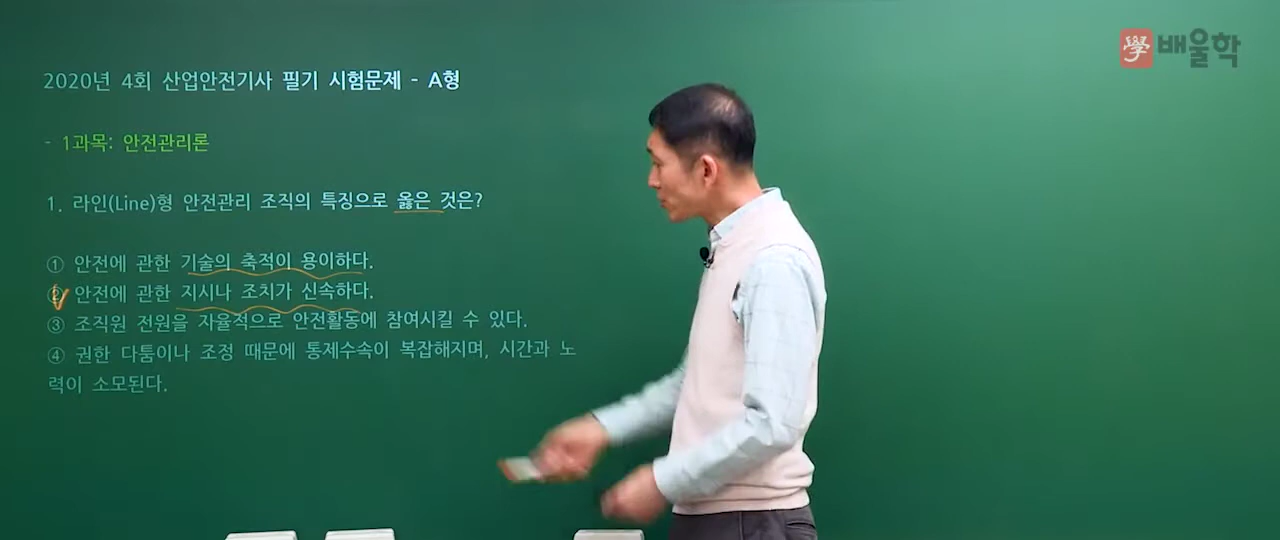 學 배울학
2020년 4회 산업안전기사 필기 시험문제 - A형
- 1과목: 안전관리론
1. 라인(Line)형 안전관리 조직의 특징으로 옳은 것은?
① 안전에 관한 기술의 축적이 용이하다.
② 안전에 관한 지시나 조치가 신속하다.
③ 조직원 전원을 자율적으로 안전활동에 참여시킬 수 있다.
④ 권한 다툼이나 조정 때문에 통제수속이 복잡해지며, 시간과 노
력이 소모된다.